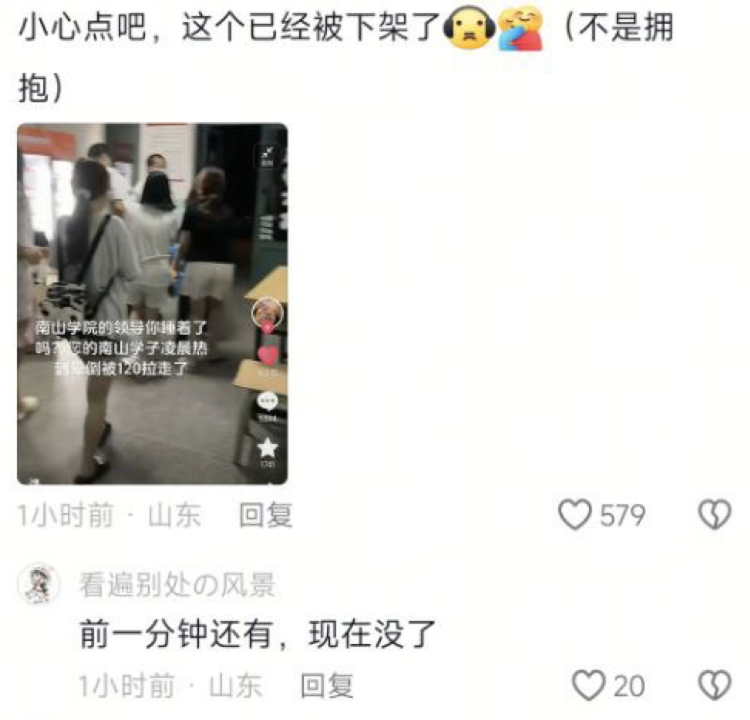 小心点吧，这个已经被下架了（不是拥
抱）
南山学院的领导你睡着了
吗？您的南山学子凌晨热
到晕倒被120拉走了
1小时前 · 山东 回复 579
看遍别处の风景
前一分钟还有，现在没了
1小时前 · 山东 回复 20